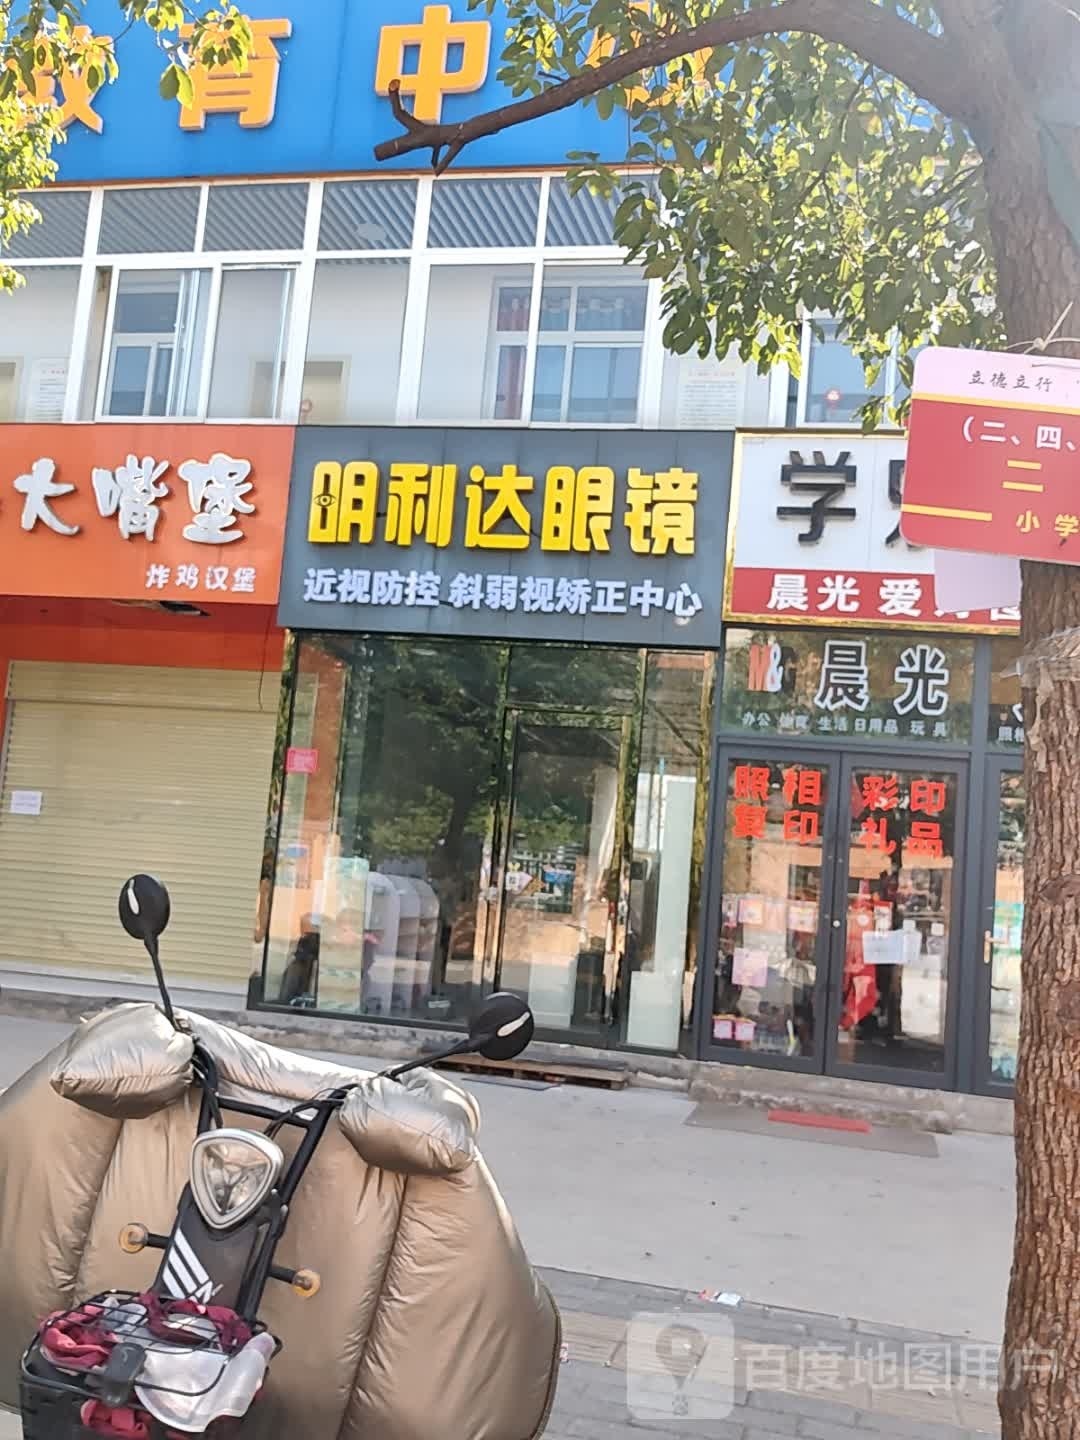 教育中
大嘴堡
炸鸡汉堡
明利达眼镜
近视防控 斜弱视矫正中心
学
晨光 爱
M&G 晨光
办公 体育 生活 日用品 玩具
照相 彩印
复印 礼品
立德立行
（二、四、
二
小学
百度地图用户